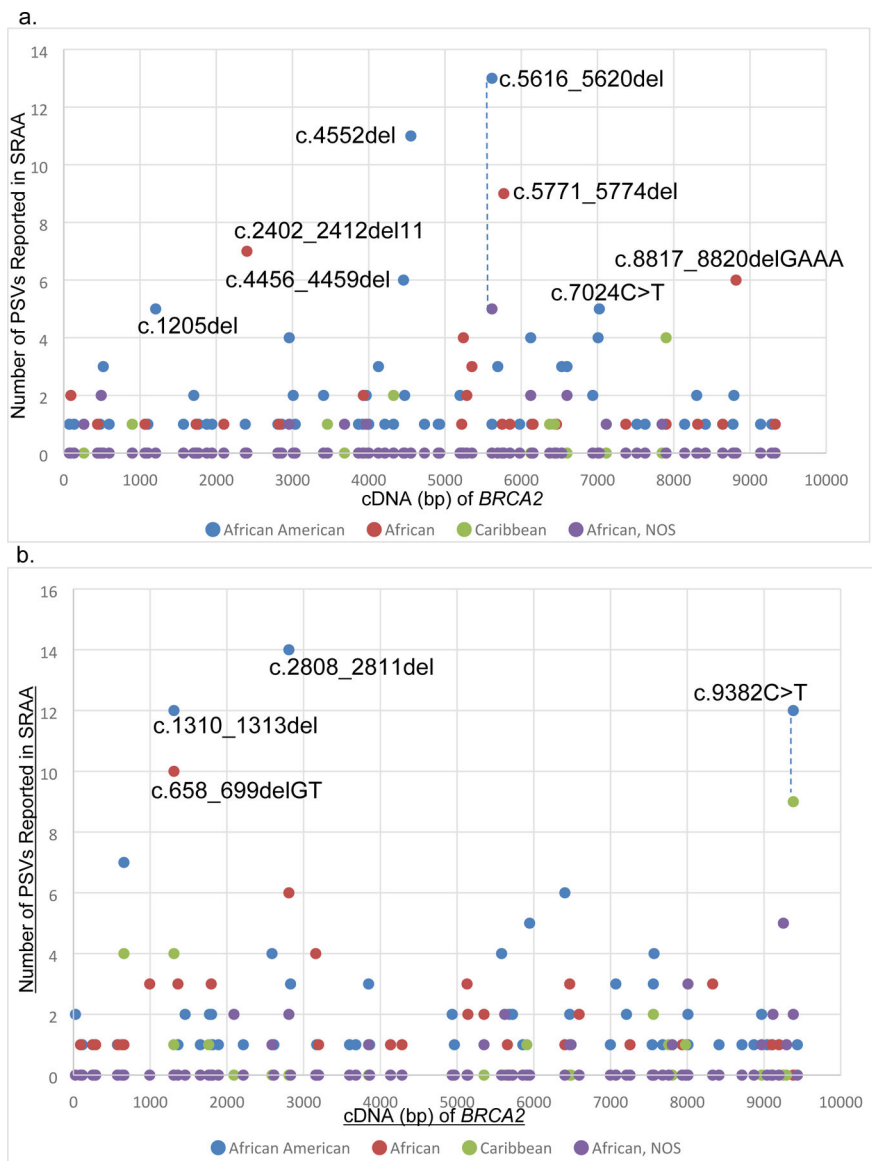 a.
14
12
10
8
6
4
2
0
Number of PSVs Reported in SRAA
c.5616_5620del
c.4552del
c.5771_5774del
c.2402_2412del11
c.4456_4459del
c.8817_8820delGAAA
c.7024C>T
c.1205del
0 1000 2000 3000 4000 5000 6000 7000 8000 9000 10000
cDNA (bp) of BRCA2
African American African Caribbean African, NOS
b.
16
14
12
10
8
6
4
2
0
Number of PSVs Reported in SRAA
c.2808_2811del
c.9382C>T
c.1310_1313del
c.658_699delGT
0 1000 2000 3000 4000 5000 6000 7000 8000 9000 10000
cDNA (bp) of BRCA2
African American African Caribbean African, NOS